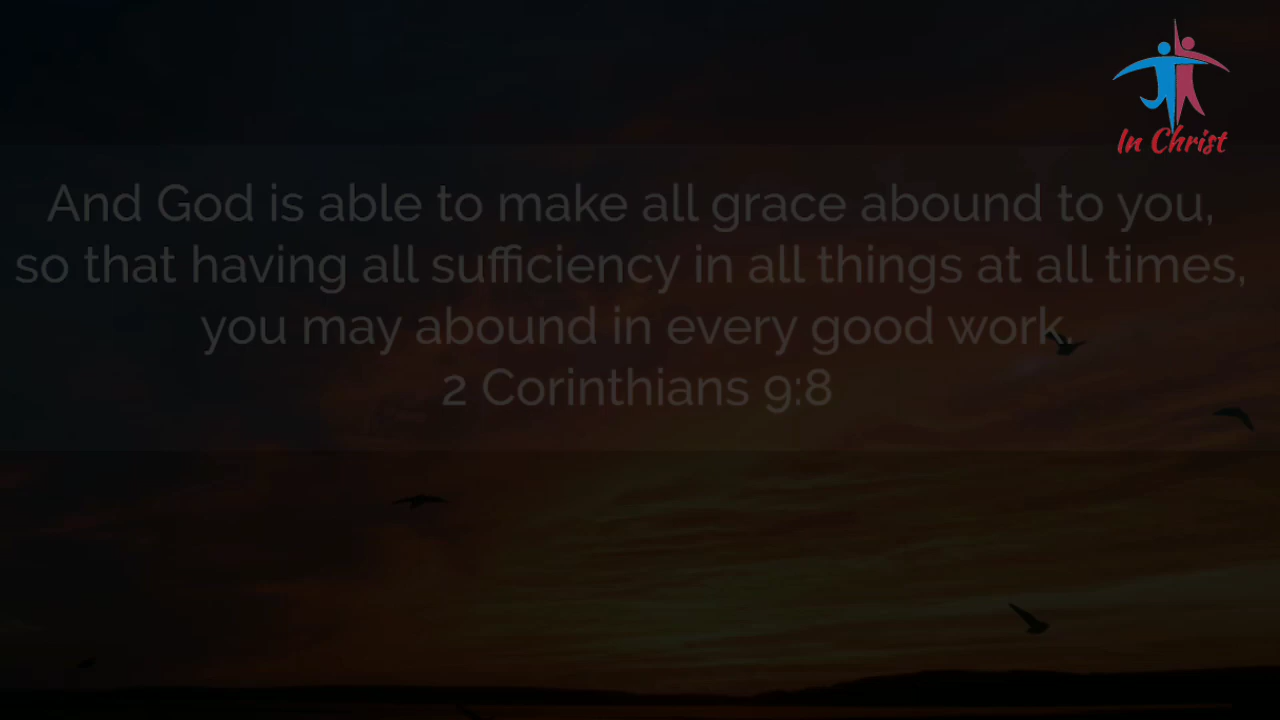 In Christ
And God is able to make all grace abound to you,
so that having all sufficiency in all things at all times,
you may abound in every good work
2 Corinthians 9:8